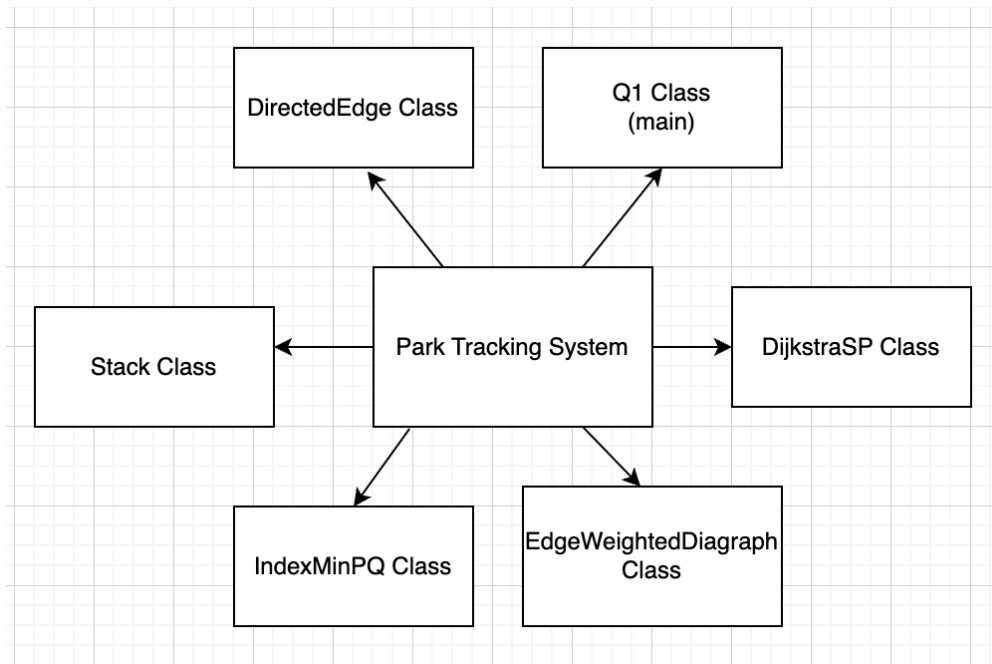 DirectedEdge Class
Q1 Class
(main)
Stack Class
Park Tracking System
DijkstraSP Class
IndexMinPQ Class
EdgeWeightedDiagraph
Class